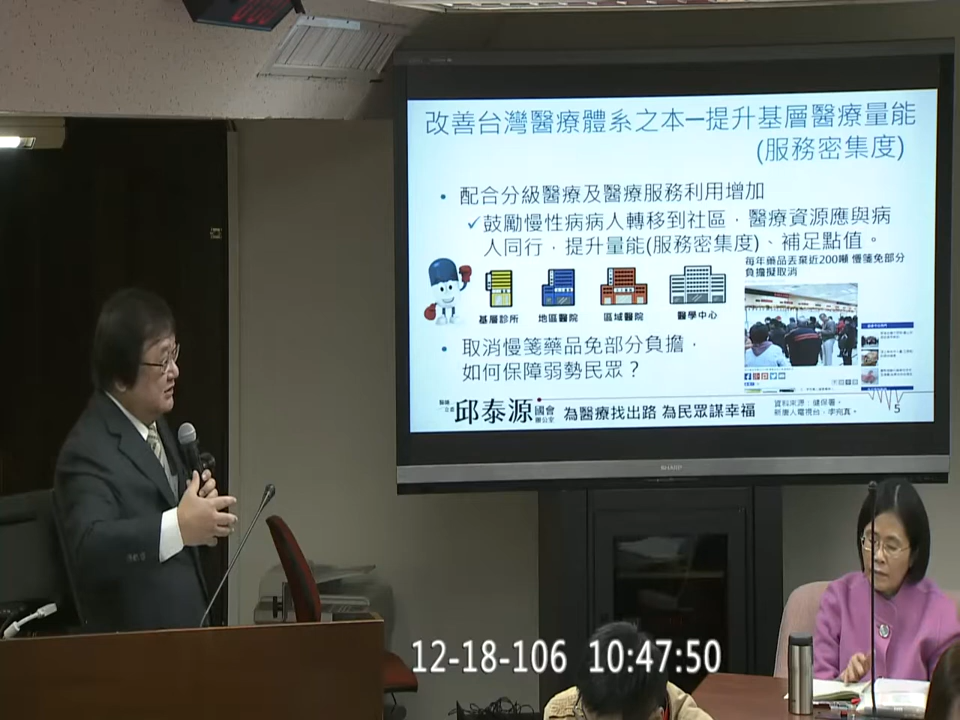 改善台灣醫療體系之本─提升基層醫療量能
(服務密集度)
• 配合分級醫療及醫療服務利用增加
✓鼓勵慢性病病人轉移到社區，醫療資源應與病
人同行，提升量能(服務密集度)、補足點值。
每年藥品丟棄近200噸 慢箋免部分
負擔擬取消
基層診所 地區醫院 區域醫院 醫學中心
• 取消慢箋藥品免部分負擔，
如何保障弱勢民眾？
邱泰源 國會
辦公室
為醫療找出路 為民眾謀幸福
資料來源：健保署。
新唐人電視台，李宛真。
5
SHARP
12-18-106 10:47:50